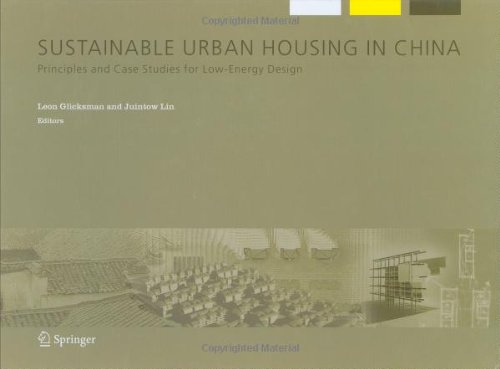 Copyrighted Material
SUSTAINABLE URBAN HOUSING IN CHINA
Principles and Case Studies for Low-Energy Design
Leon Glicksman and Juintow Lin
Editors
Springer
Copyrighted Material